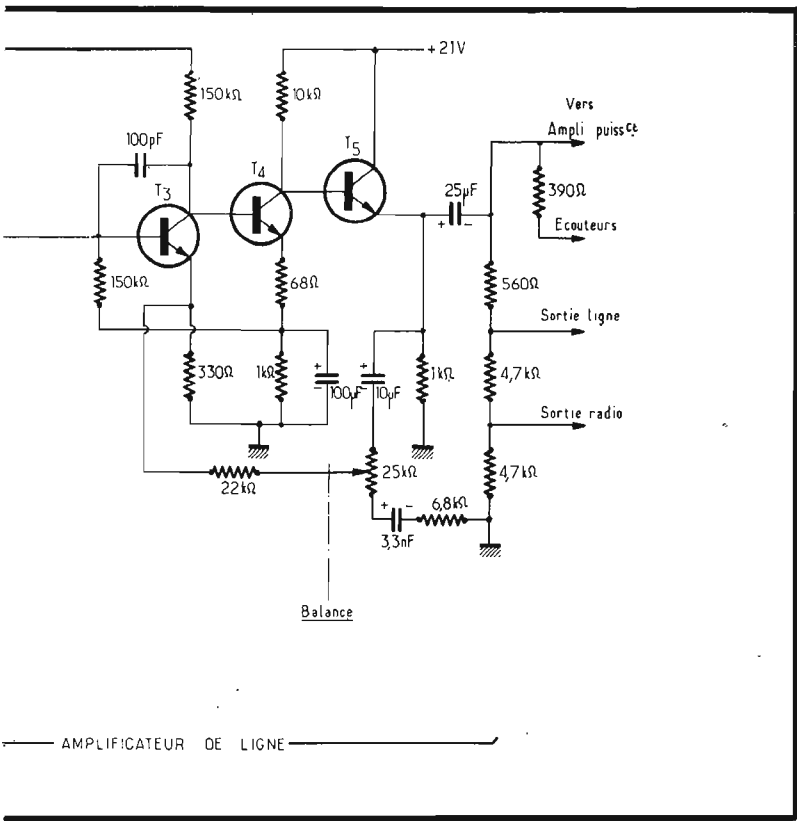 +21V
150kΩ
10kΩ
Vers
Ampli puissce
100pF
T3
T4
T5
25µF
+ -
390Ω
Ecouteurs
150kΩ
68Ω
560Ω
Sortie ligne
330Ω
1kΩ
+
-
100µF
+
-
10µF
1kΩ
4,7kΩ
Sortie radio
22kΩ
25kΩ
4,7kΩ
+ -
3,3nF
6,8kΩ
Balance
AMPLIFICATEUR DE LIGNE